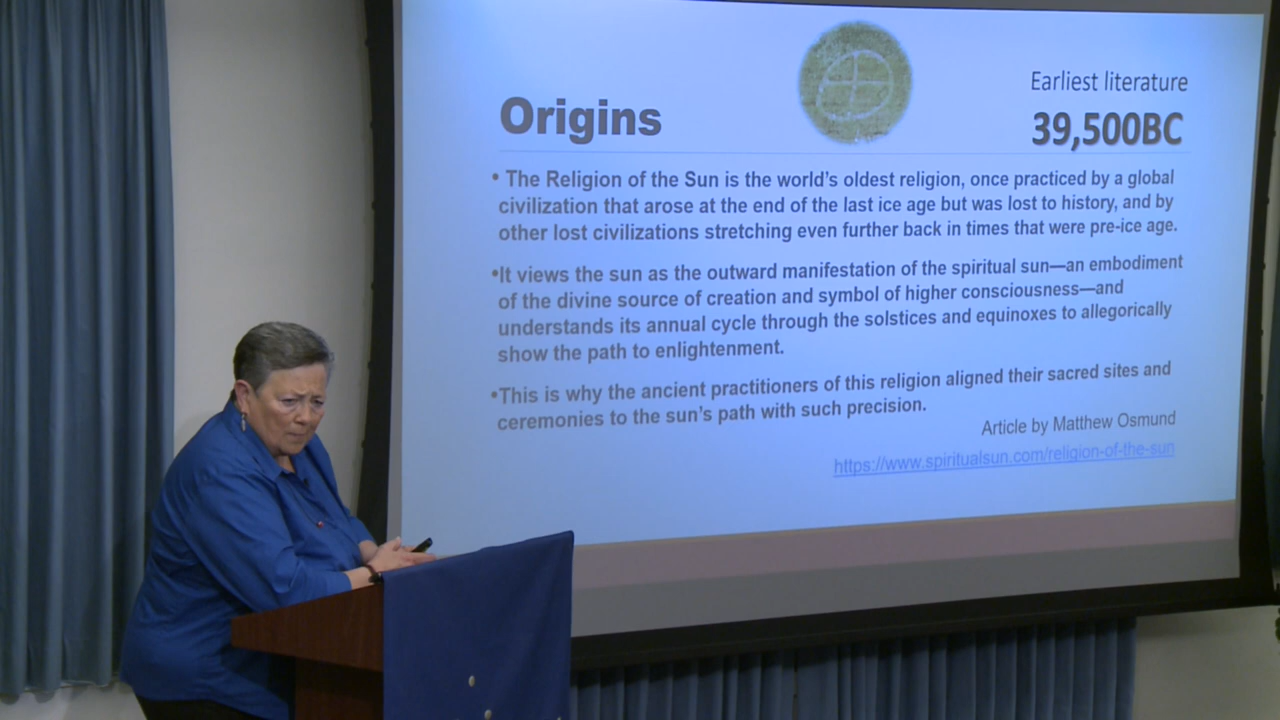 Earliest literature
Origins
39,500BC
• The Religion of the Sun is the world's oldest religion, once practiced by a global
civilization that arose at the end of the last ice age but was lost to history, and by
other lost civilizations stretching even further back in times that were pre-ice age.
•It views the sun as the outward manifestation of the spiritual sun—an embodiment
of the divine source of creation and symbol of higher consciousness—and
understands its annual cycle through the solstices and equinoxes to allegorically
show the path to enlightenment.
•This is why the ancient practitioners of this religion aligned their sacred sites and
ceremonies to the sun's path with such precision.
Article by Matthew Osmund
https://www.spiritualsun.com/religion-of-the-sun